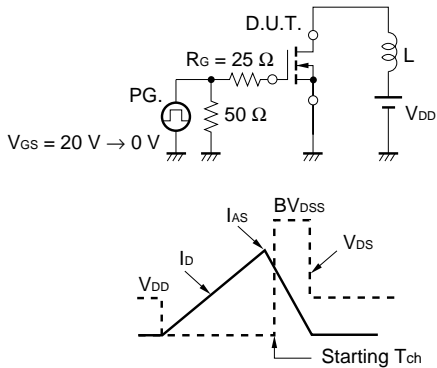 D.U.T.
RG = 25 Ω
L
PG.
50 Ω
VDD
VGS = 20 V → 0 V
BVDSS
IAS
VDS
ID
VDD
Starting Tch